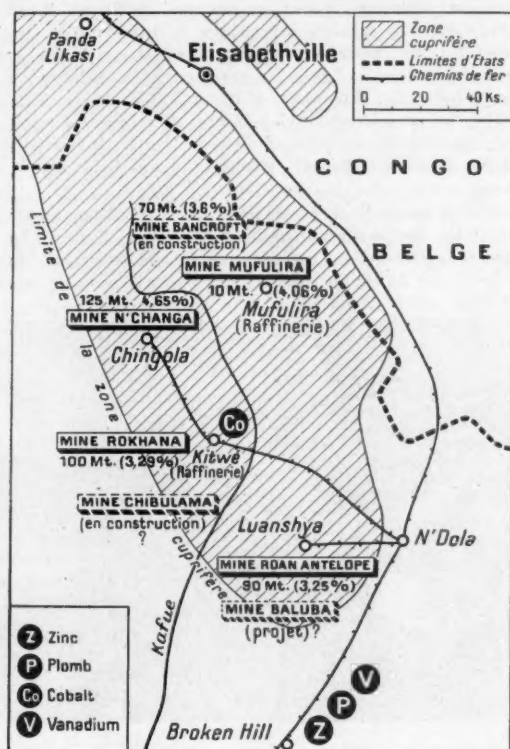 Panda
Likasi
Elisabethville
Zone
cuprifère
Limites d'Etats
Chemins de fer
0 20 40 Ks.
CONGO
BELGE
70 Mt. (3,6%)
MINE BANCROFT
(en construction)
MINE MUFULIRA
10 Mt. (4,06%)
Mufulira
(Raffinerie)
125 Mt. 4,65%)
MINE N'CHANGA
Chingola
Limite de la zone cuprifère
Co
MINE ROKHANA
100 Mt. (3,29%)
Kitwe
(Raffinerie)
MINE CHIBULAMA
(en construction)
?
Luanshya
N'Dola
MINE ROAN ANTELOPE
90 Mt. (3,25%)
MINE BALUBA
(projet) ?
Kafue
Z Zinc
P Plomb
Co Cobalt
V Vanadium
V
P
Z
Broken Hill